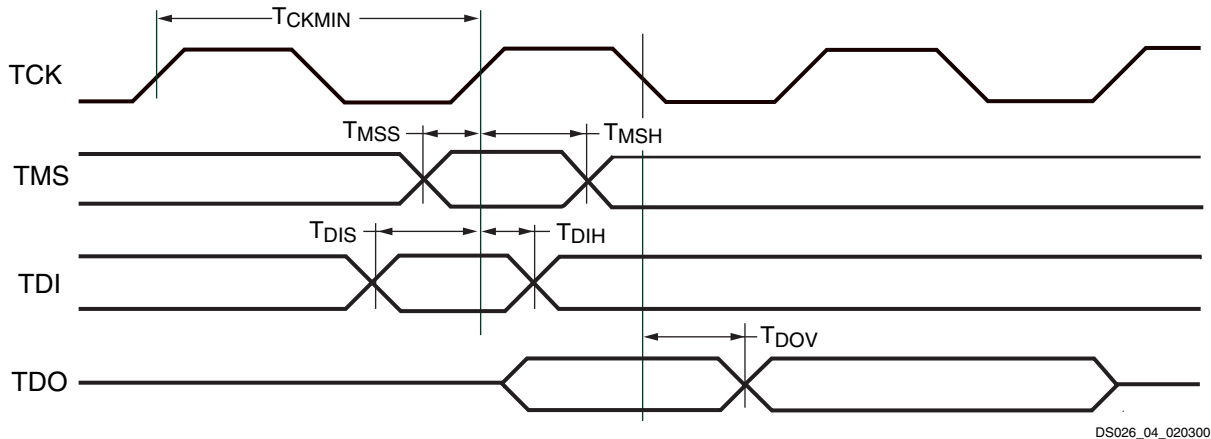 TCKMIN
TCK
TMSS
TMSH
TMS
TDIS
TDIH
TDI
TDOV
TDO
DS026_04_020300